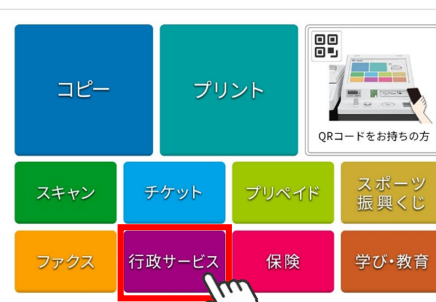 コピー
プリント
QRコードをお持ちの方
スキャン
チケット
プリペイド
スポーツ
振興くじ
ファクス
行政サービス
保険
学び・教育